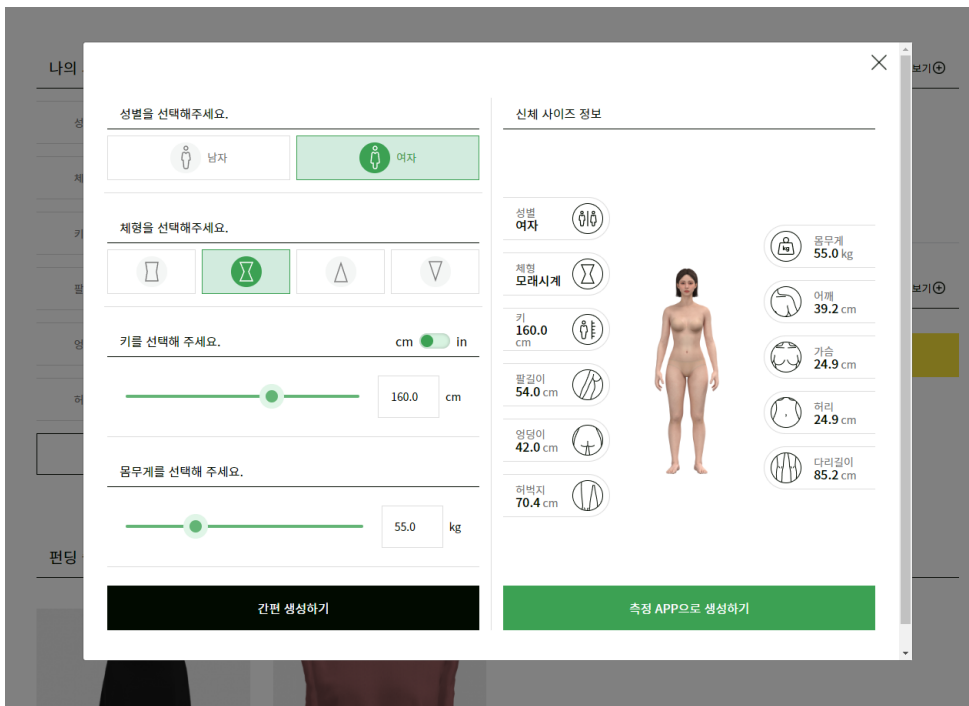 나의
보기
성별을 선택해주세요.
남자
여자
체형을 선택해주세요.
키를 선택해 주세요.
cm in
160.0 cm
몸무게를 선택해 주세요.
55.0 kg
간편 생성하기
신체 사이즈 정보
성별
여자
체형
모래시계
키
160.0
cm
팔길이
54.0 cm
엉덩이
42.0 cm
허벅지
70.4 cm
kg
몸무게
55.0 kg
어깨
39.2 cm
가슴
24.9 cm
허리
24.9 cm
다리길이
85.2 cm
측정 APP으로 생성하기
성
체
키
팔
보기
엉
허
펀딩